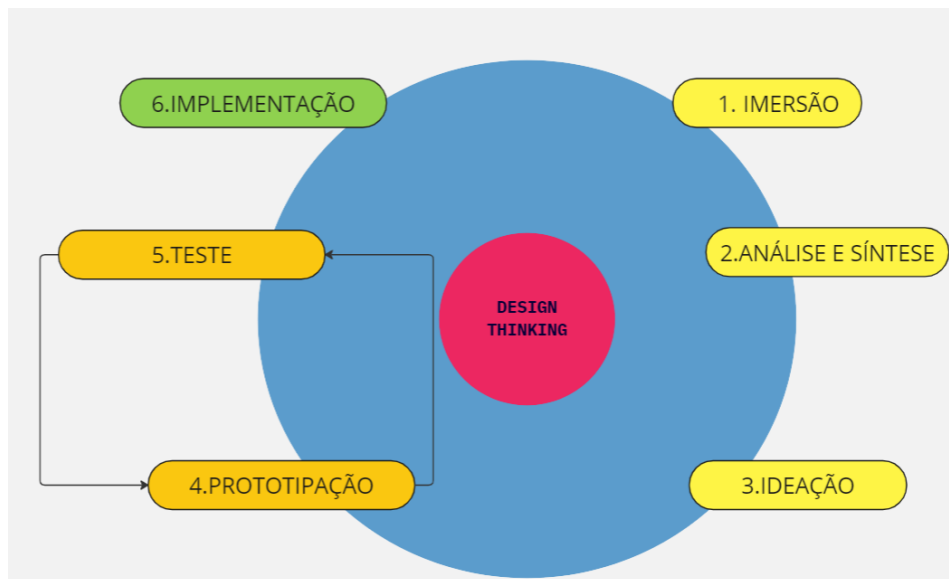 6.IMPLEMENTAÇÃO
1. IMERSÃO
5.TESTE
2.ANÁLISE E SÍNTESE
DESIGN
THINKING
4.PROTOTIPAÇÃO
3.IDEAÇÃO